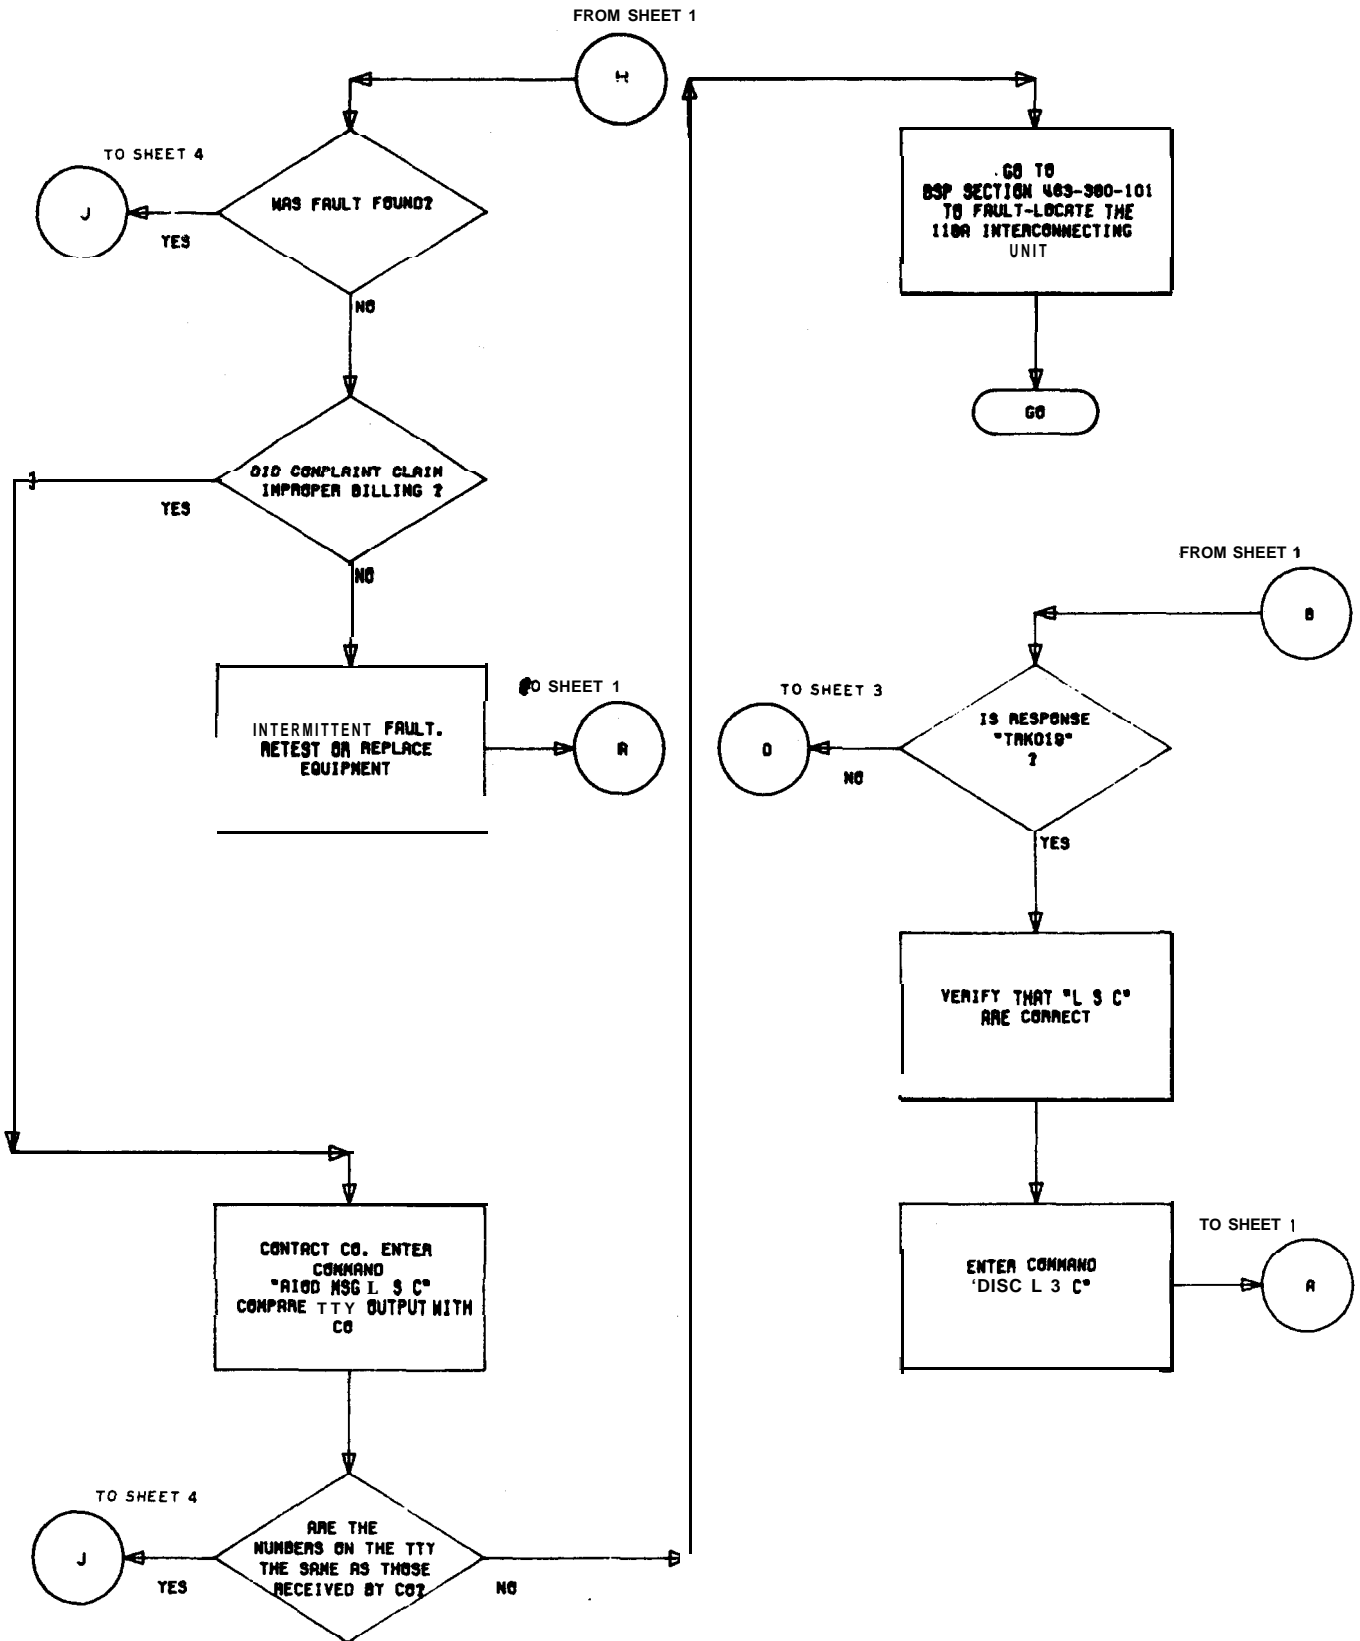 FROM SHEET 1
H
TO SHEET 4
J
YES
WAS FAULT FOUND?
NO
DID COMPLAINT CLAIM
IMPROPER BILLING ?
YES
NO
INTERMITTENT FAULT.
RETEST OR REPLACE
EQUIPMENT
TO SHEET 1
A
CONTACT CO. ENTER
COMMAND
"AIOD MSG L S C"
COMPARE TTY OUTPUT WITH
CO
TO SHEET 4
J
YES
ARE THE
NUMBERS ON THE TTY
THE SAME AS THOSE
RECEIVED BY CO?
NO
GO TO
BSP SECTION 463-300-101
TO FAULT-LOCATE THE
110A INTERCONNECTING
UNIT
GO
FROM SHEET 1
B
TO SHEET 3
D
NO
IS RESPONSE
"TRK019"
?
YES
VERIFY THAT "L S C"
ARE CORRECT
ENTER COMMAND
'DISC L 3 C"
TO SHEET 1
A